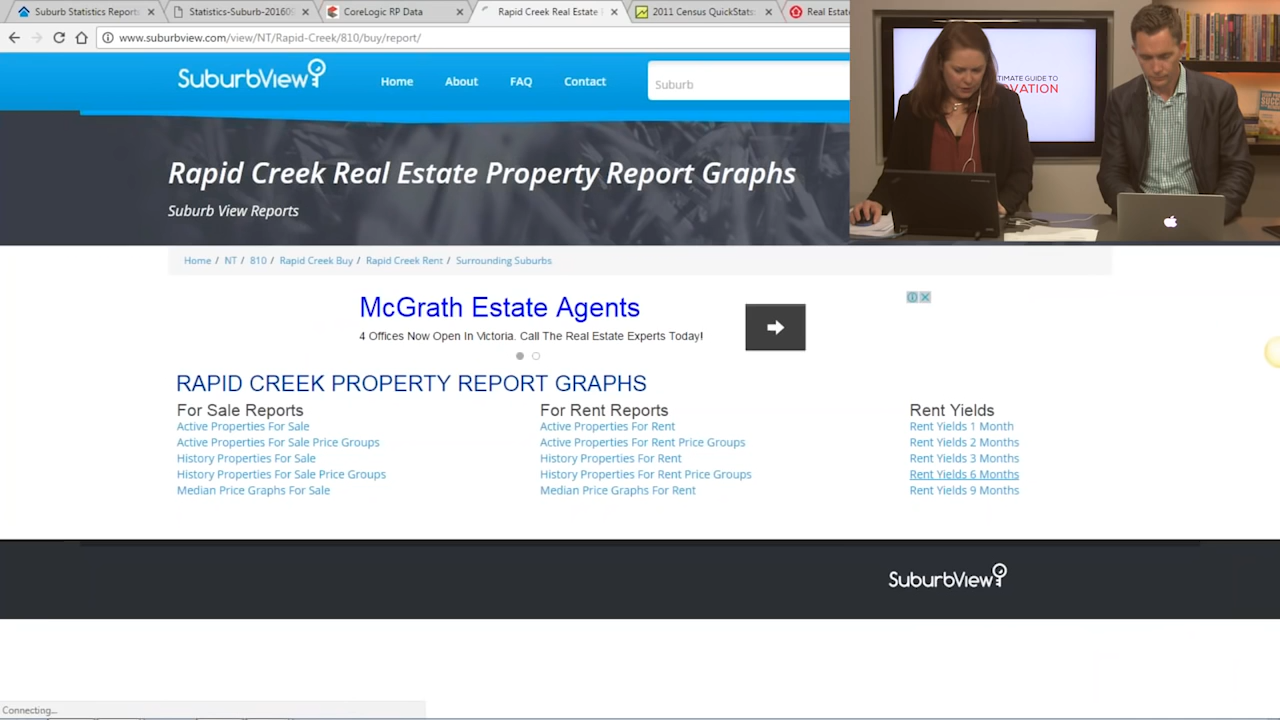 Suburb Statistics Reports
Statistics-Suburb-20160
CoreLogic RP Data
Rapid Creek Real Estate
2011 Census QuickStats
Real Estate
www.suburbview.com/view/NT/Rapid-Creek/810/buy/report/
SuburbView
Home
About
FAQ
Contact
Suburb
TIMATE GUIDE TO
OVATION
Rapid Creek Real Estate Property Report Graphs
Suburb View Reports
Home / NT / 810 / Rapid Creek Buy / Rapid Creek Rent / Surrounding Suburbs
McGrath Estate Agents
4 Offices Now Open in Victoria. Call The Real Estate Experts Today!
RAPID CREEK PROPERTY REPORT GRAPHS
For Sale Reports
Active Properties For Sale
Active Properties For Sale Price Groups
History Properties For Sale
History Properties For Sale Price Groups
Median Price Graphs For Sale
For Rent Reports
Active Properties For Rent
Active Properties For Rent Price Groups
History Properties For Rent
History Properties For Rent Price Groups
Median Price Graphs For Rent
Rent Yields
Rent Yields 1 Month
Rent Yields 2 Months
Rent Yields 3 Months
Rent Yields 6 Months
Rent Yields 9 Months
SuburbView
Connecting...